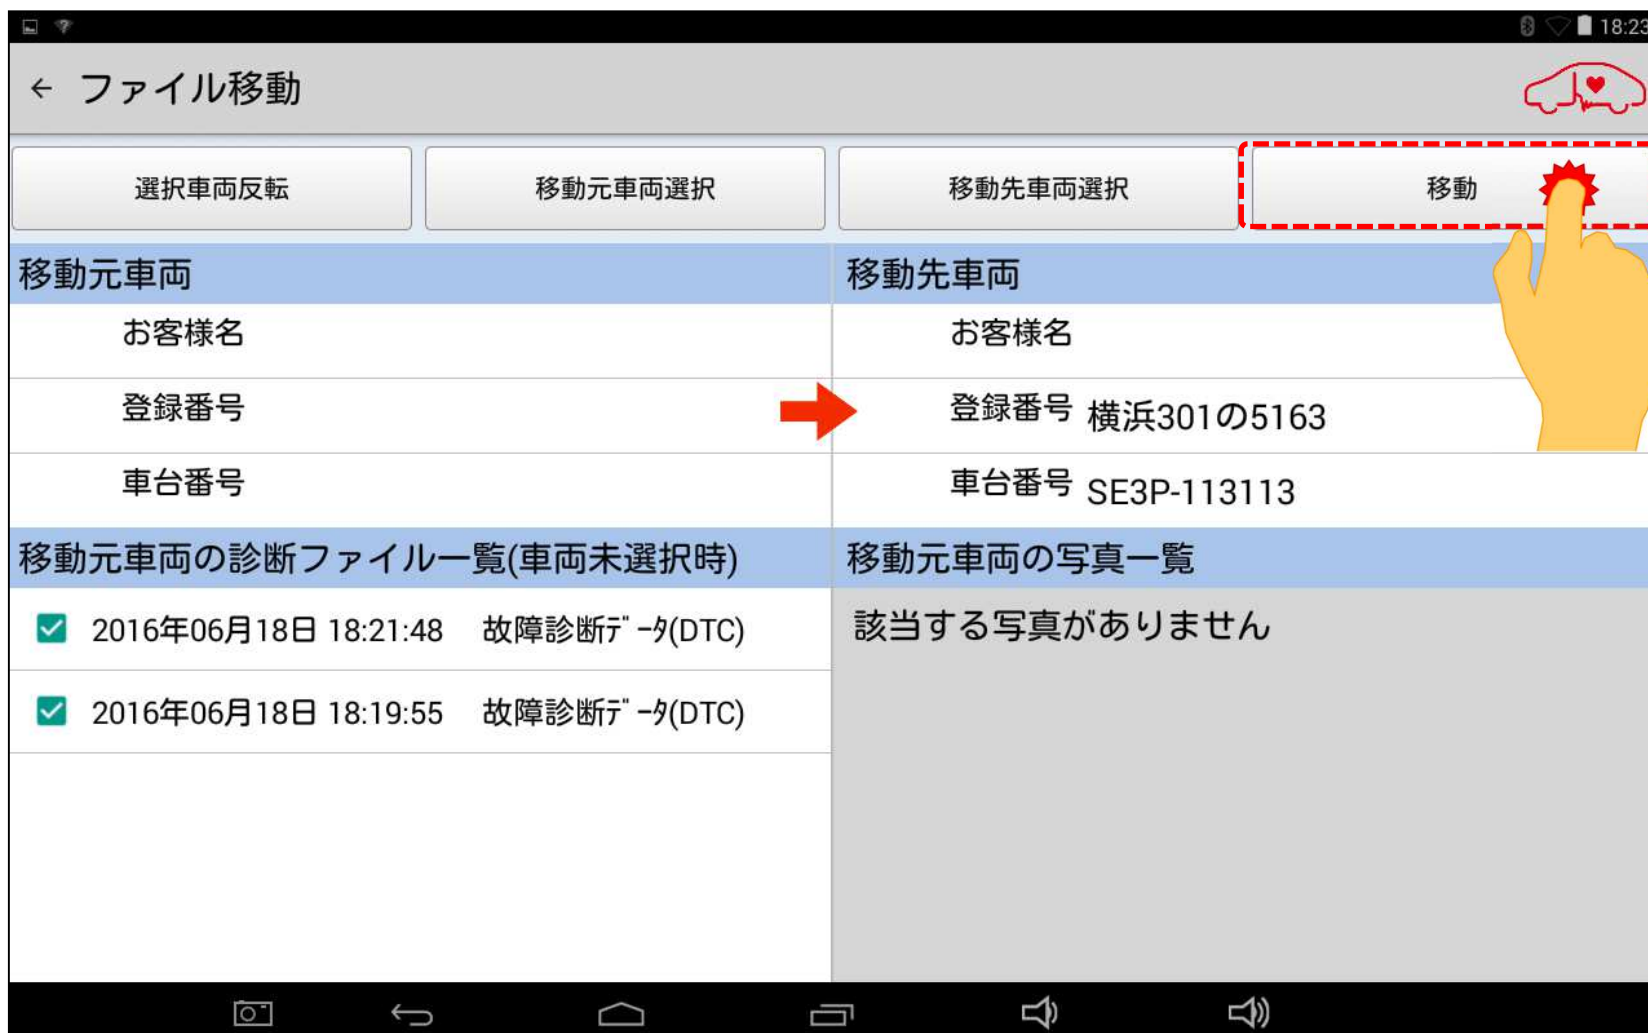 18:23
ファイル移動
選択車両反転 移動元車両選択 移動先車両選択 移動
移動元車両 移動先車両
お客様名 お客様名
登録番号 登録番号 横浜301の5163
車台番号 車台番号 SE3P-113113
移動元車両の診断ファイル一覧(車両未選択時) 移動元車両の写真一覧
2016年06月18日 18:21:48 故障診断ﾃﾞｰﾀ(DTC) 該当する写真がありません
2016年06月18日 18:19:55 故障診断ﾃﾞｰﾀ(DTC)